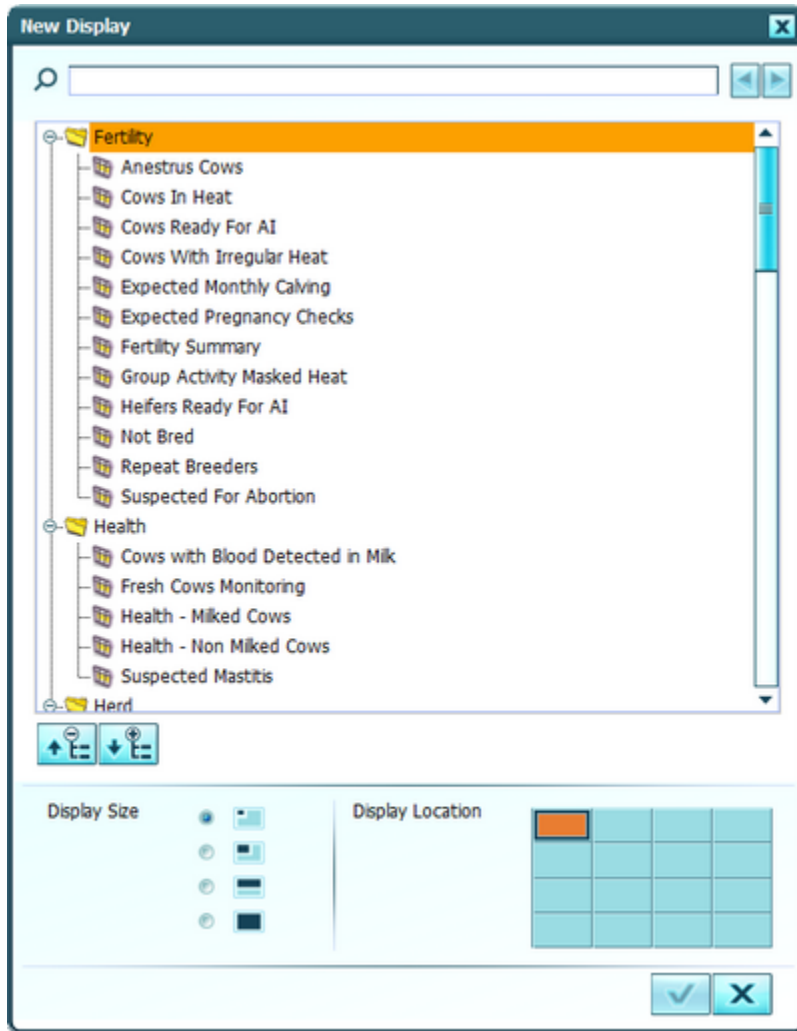 New Display
Fertility
Anestrus Cows
Cows In Heat
Cows Ready For AI
Cows With Irregular Heat
Expected Monthly Calving
Expected Pregnancy Checks
Fertility Summary
Group Activity Masked Heat
Heifers Ready For AI
Not Bred
Repeat Breeders
Suspected For Abortion
Health
Cows with Blood Detected in Milk
Fresh Cows Monitoring
Health - Milked Cows
Health - Non Milked Cows
Suspected Mastitis
Herd
Display Size
Display Location